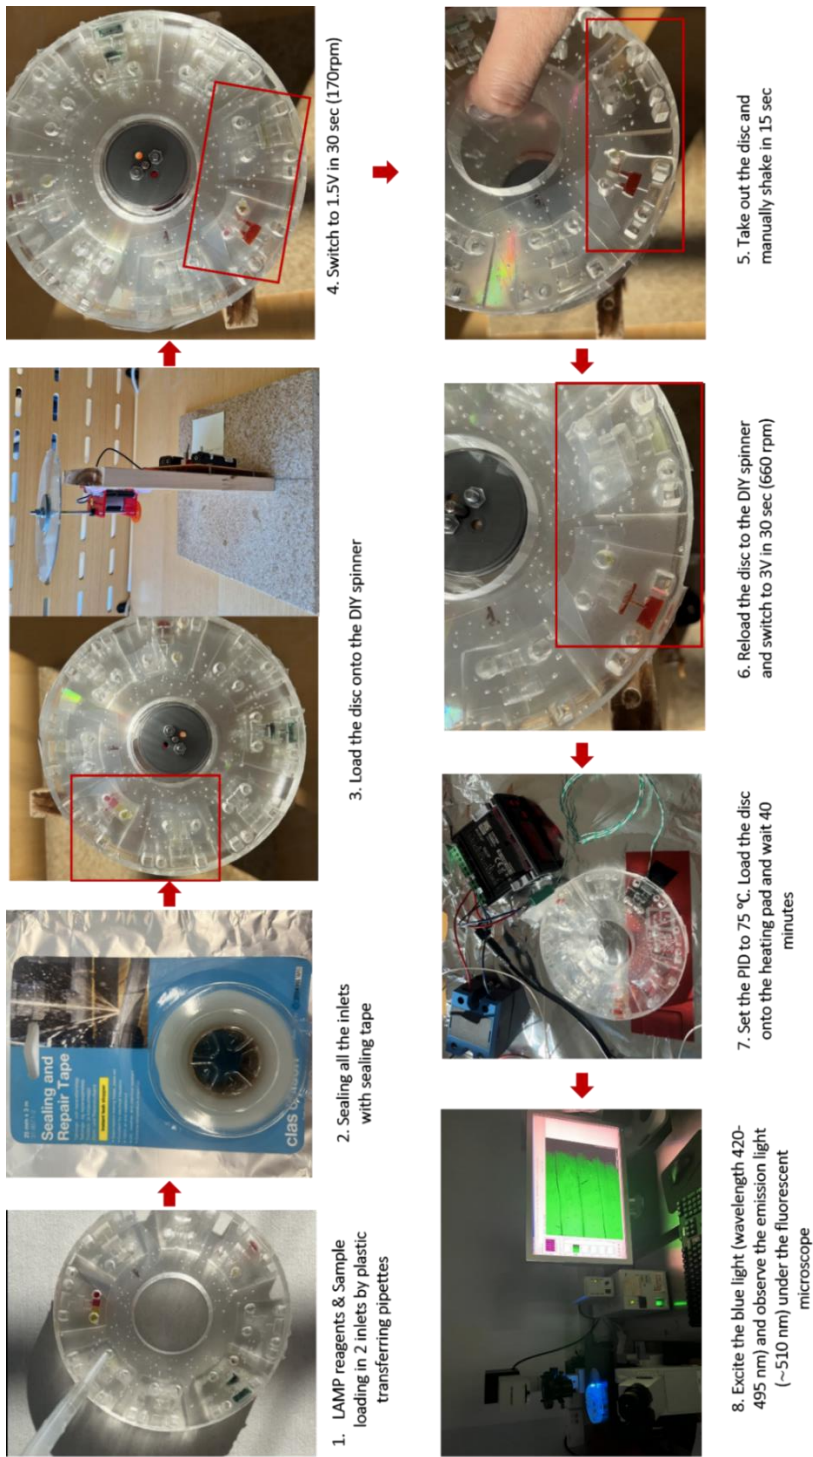 1. LAMP reagents & Sample
loading in 2 inlets by plastic
transferring pipettes
Sealing and
Repair Tape
clas ohlson
2. Sealing all the inlets
with sealing tape
3. Load the disc onto the DIY spinner
4. Switch to 1.5V in 30 sec (170rpm)
5. Take out the disc and
manually shake in 15 sec
6. Reload the disc to the DIY spinner
and switch to 3V in 30 sec (660 rpm)
7. Set the PID to 75 ℃. Load the disc
onto the heating pad and wait 40
minutes
8. Excite the blue light (wavelength 420-
495 nm) and observe the emission light
(~510 nm) under the fluorescent
microscope